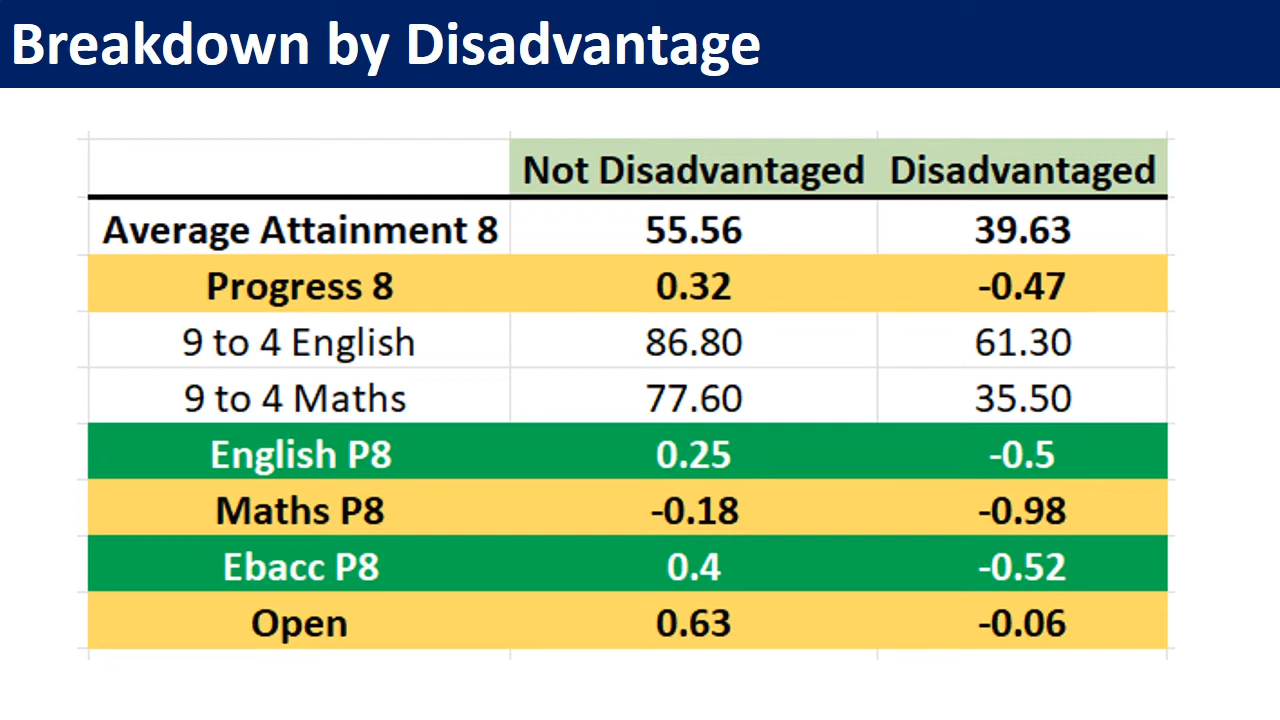 Breakdown by Disadvantage
Not Disadvantaged Disadvantaged
Average Attainment 8 55.56 39.63
Progress 8 0.32 -0.47
9 to 4 English 86.80 61.30
9 to 4 Maths 77.60 35.50
English P8 0.25 -0.5
Maths P8 -0.18 -0.98
Ebacc P8 0.4 -0.52
Open 0.63 -0.06